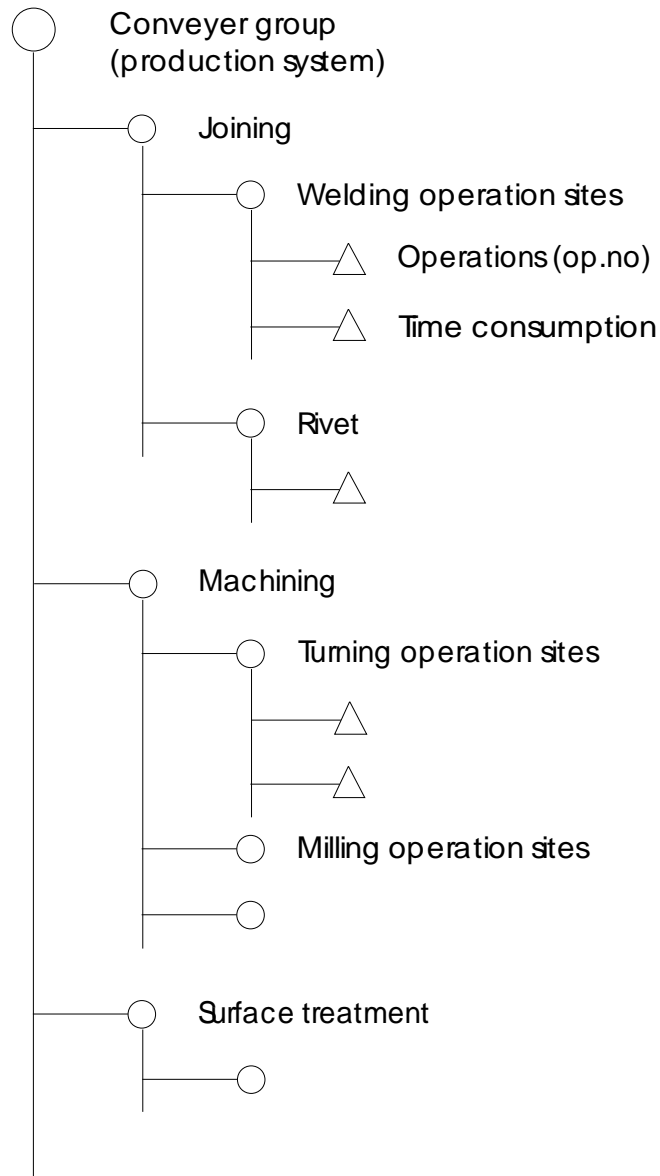 Conveyer group
(production system)
Joining
Welding operation sites
Operations (op.no)
Time consumption
Rivet
Machining
Turning operation sites
Milling operation sites
Surface treatment